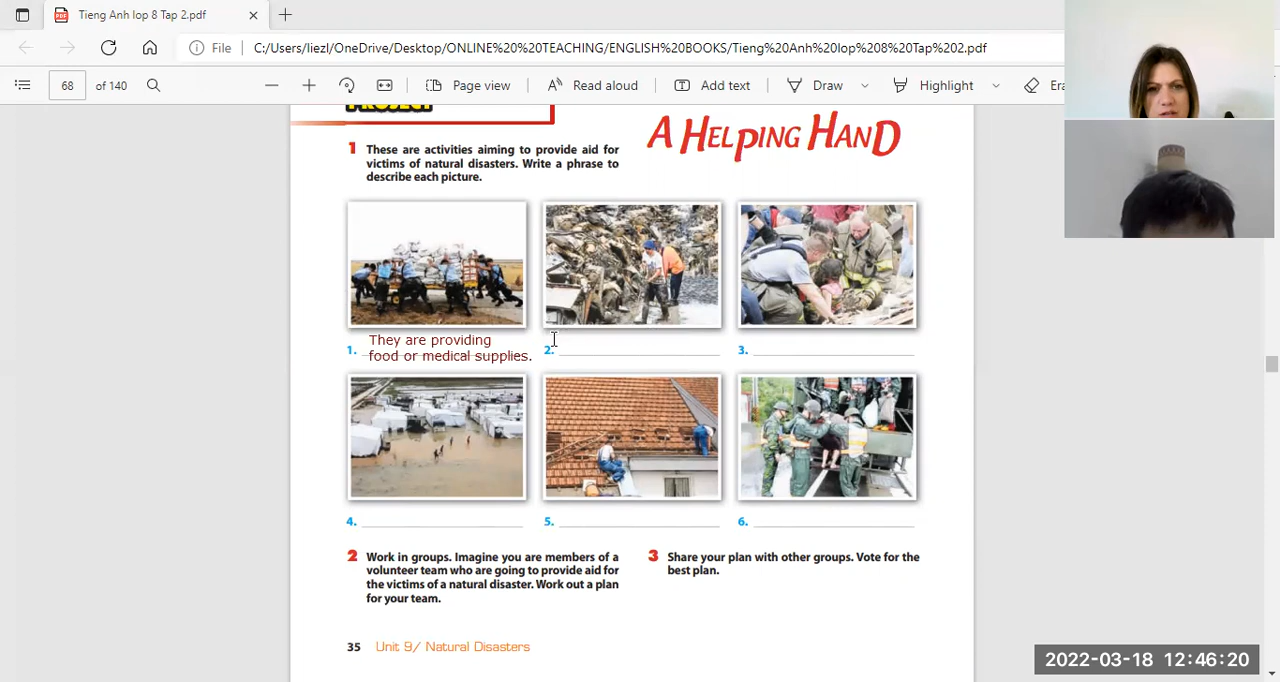 Tieng Anh lop 8 Tap 2.pdf
File
C:/Users/liezl/OneDrive/Desktop/ONLINE%20%20TEACHING/ENGLISH%20BOOKS/Tieng%20Anh%20lop%208%20Tap%202.pdf
68 of 140
Page view
Read aloud
Add text
Draw
Highlight
PROJECT
A HELPING HAND
1 These are activities aiming to provide aid for
victims of natural disasters. Write a phrase to
describe each picture.
They are providing
1. food or medical supplies.
2.
3.
4.
5.
6.
2 Work in groups. Imagine you are members of a
volunteer team who are going to provide aid for
the victims of a natural disaster. Work out a plan
for your team.
3 Share your plan with other groups. Vote for the
best plan.
35 Unit 9/ Natural Disasters
2022-03-18 12:46:20